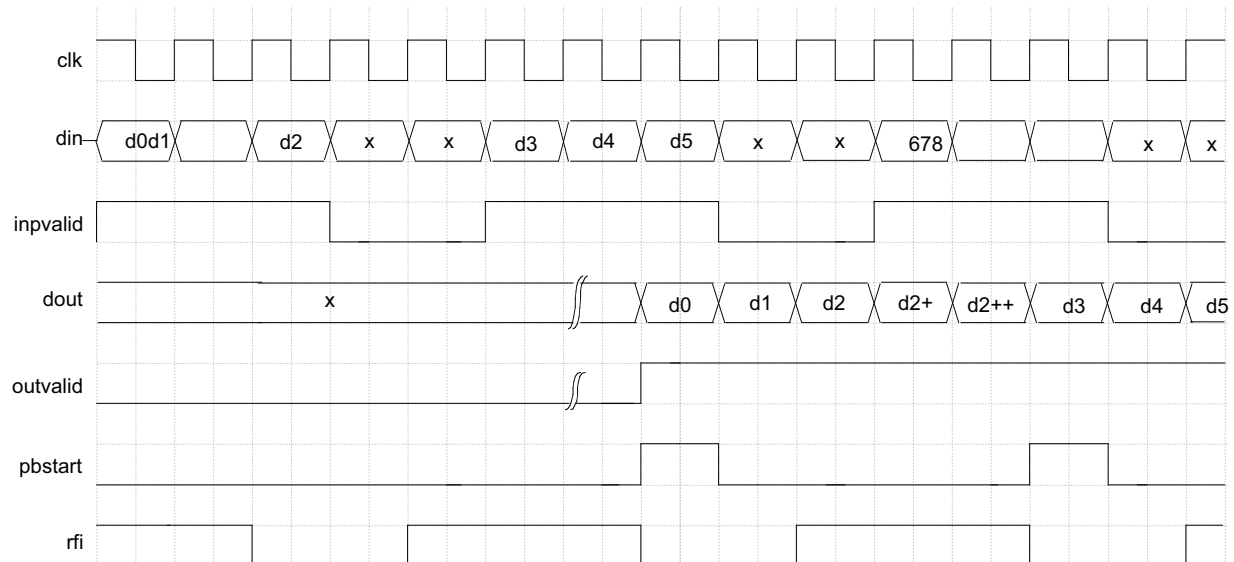 clk
din d0d1 d2 x x d3 d4 d5 x x 678 x x
inpvalid
dout x d0 d1 d2 d2+ d2++ d3 d4 d5
outvalid
pbstart
rfi